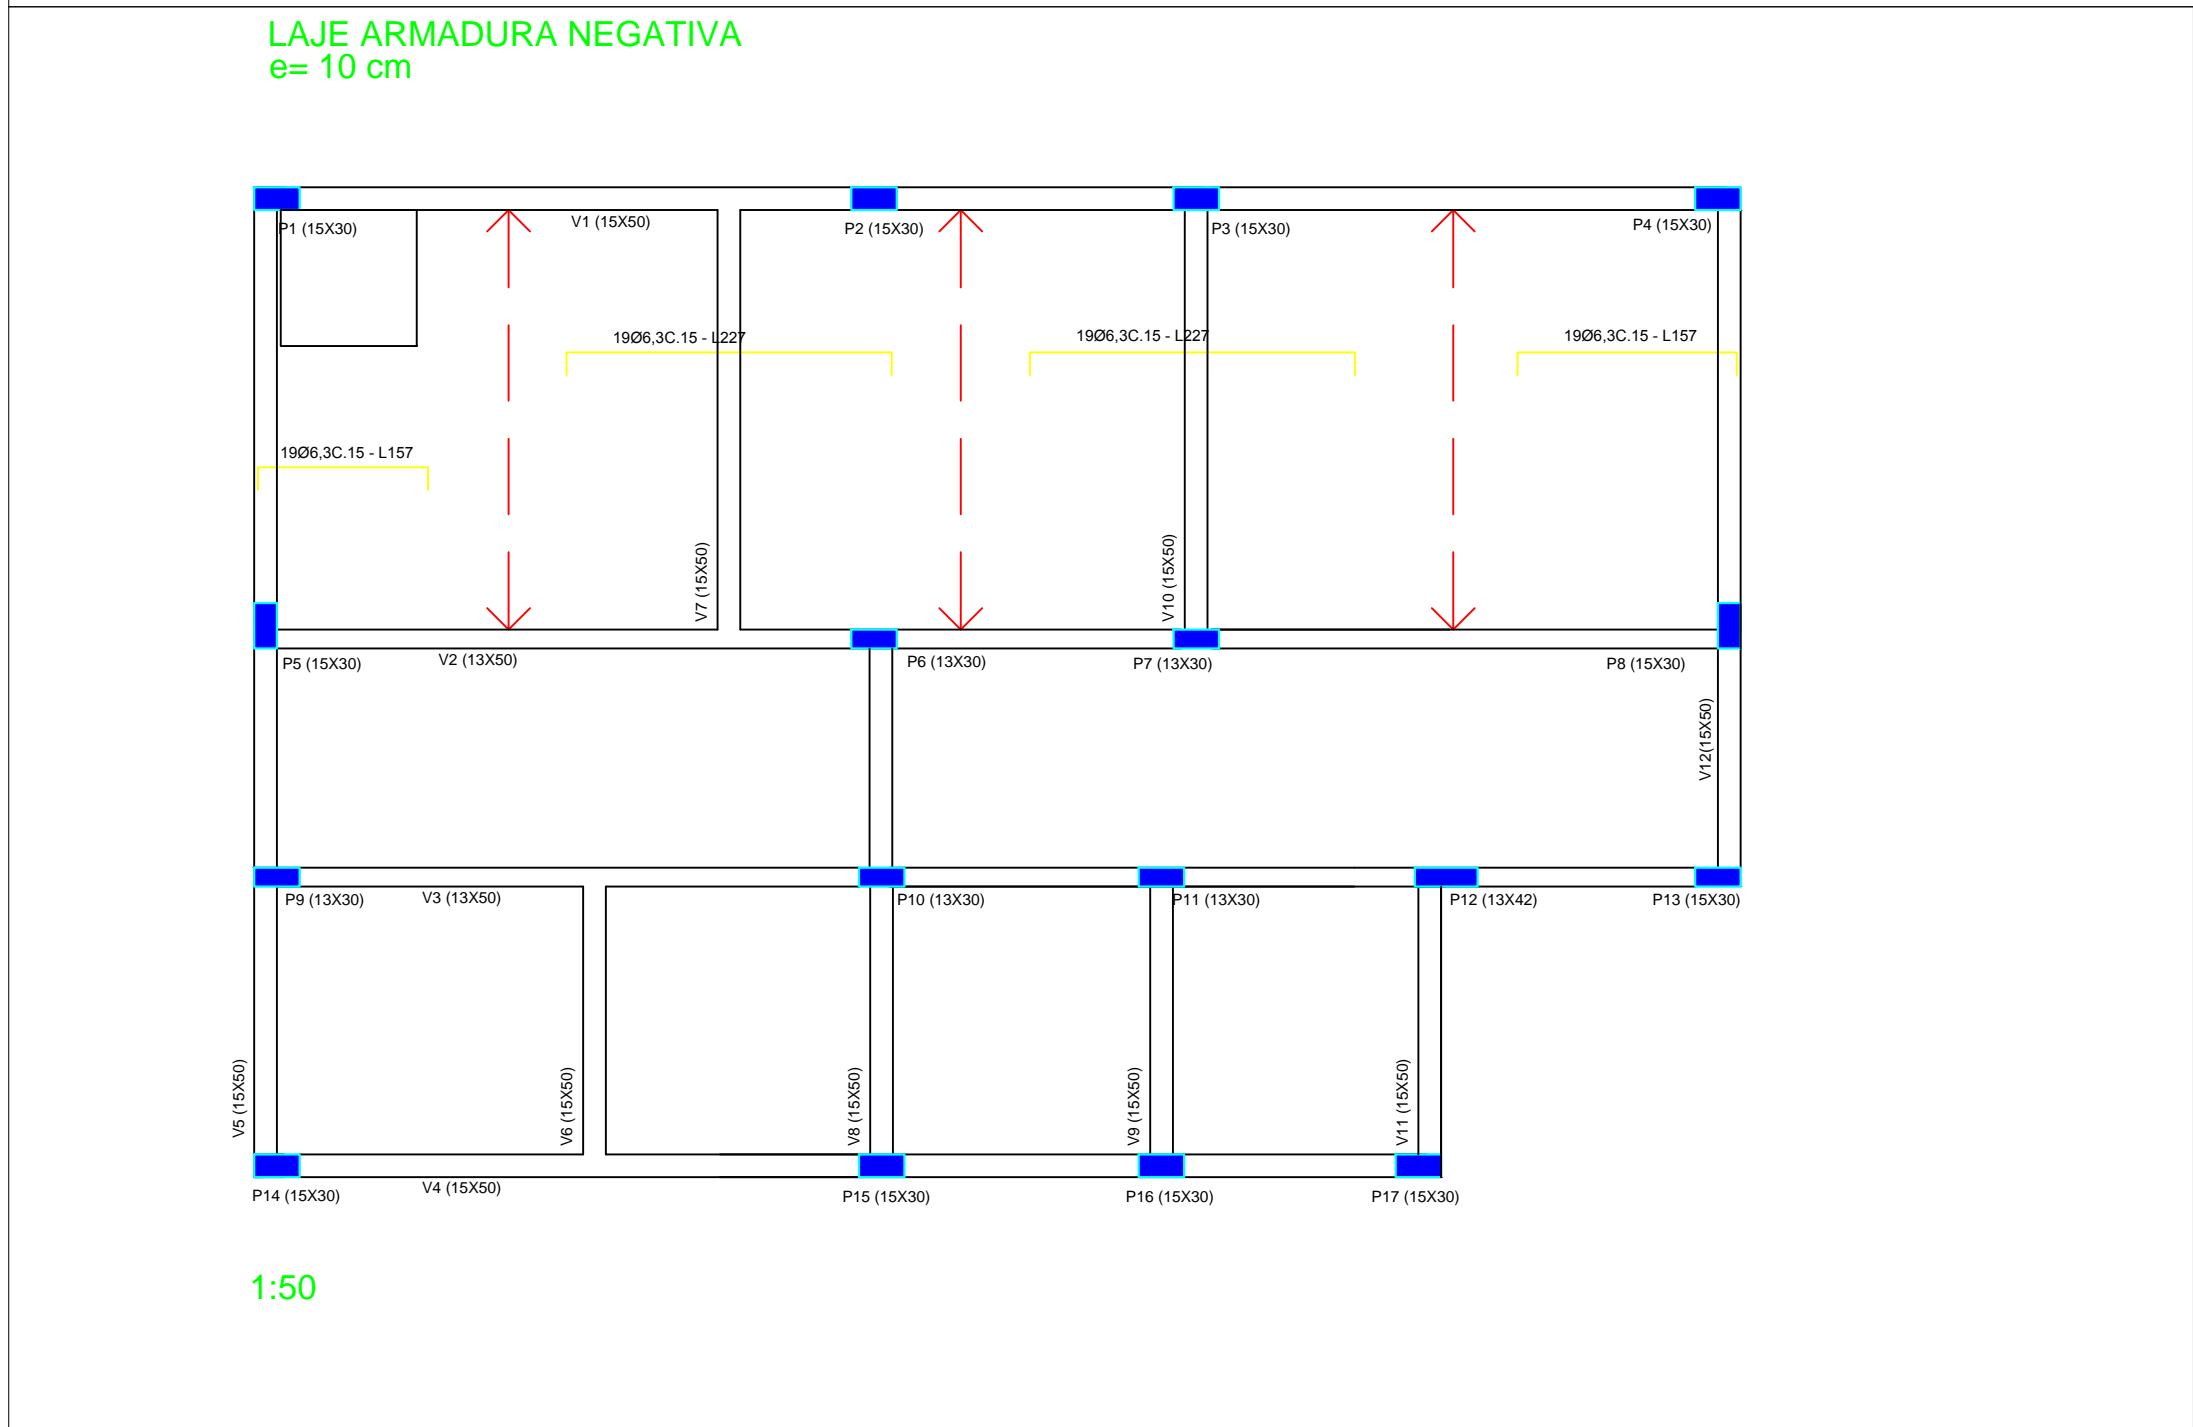 LAJE ARMADURA NEGATIVA
e= 10 cm
P1 (15X30)
V1 (15X50)
P2 (15X30)
P3 (15X30)
P4 (15X30)
19Ø6,3C.15 - L227
19Ø6,3C.15 - L227
19Ø6,3C.15 - L157
19Ø6,3C.15 - L157
V7 (15X50)
V10 (15X50)
P5 (15X30)
V2 (13X50)
P6 (13X30)
P7 (13X30)
P8 (15X30)
V12(15X50)
P9 (13X30)
V3 (13X50)
P10 (13X30)
P11 (13X30)
P12 (13X42)
P13 (15X30)
V5 (15X50)
V6 (15X50)
V8 (15X50)
V9 (15X50)
V11 (15X50)
P14 (15X30)
V4 (15X50)
P15 (15X30)
P16 (15X30)
P17 (15X30)
1:50